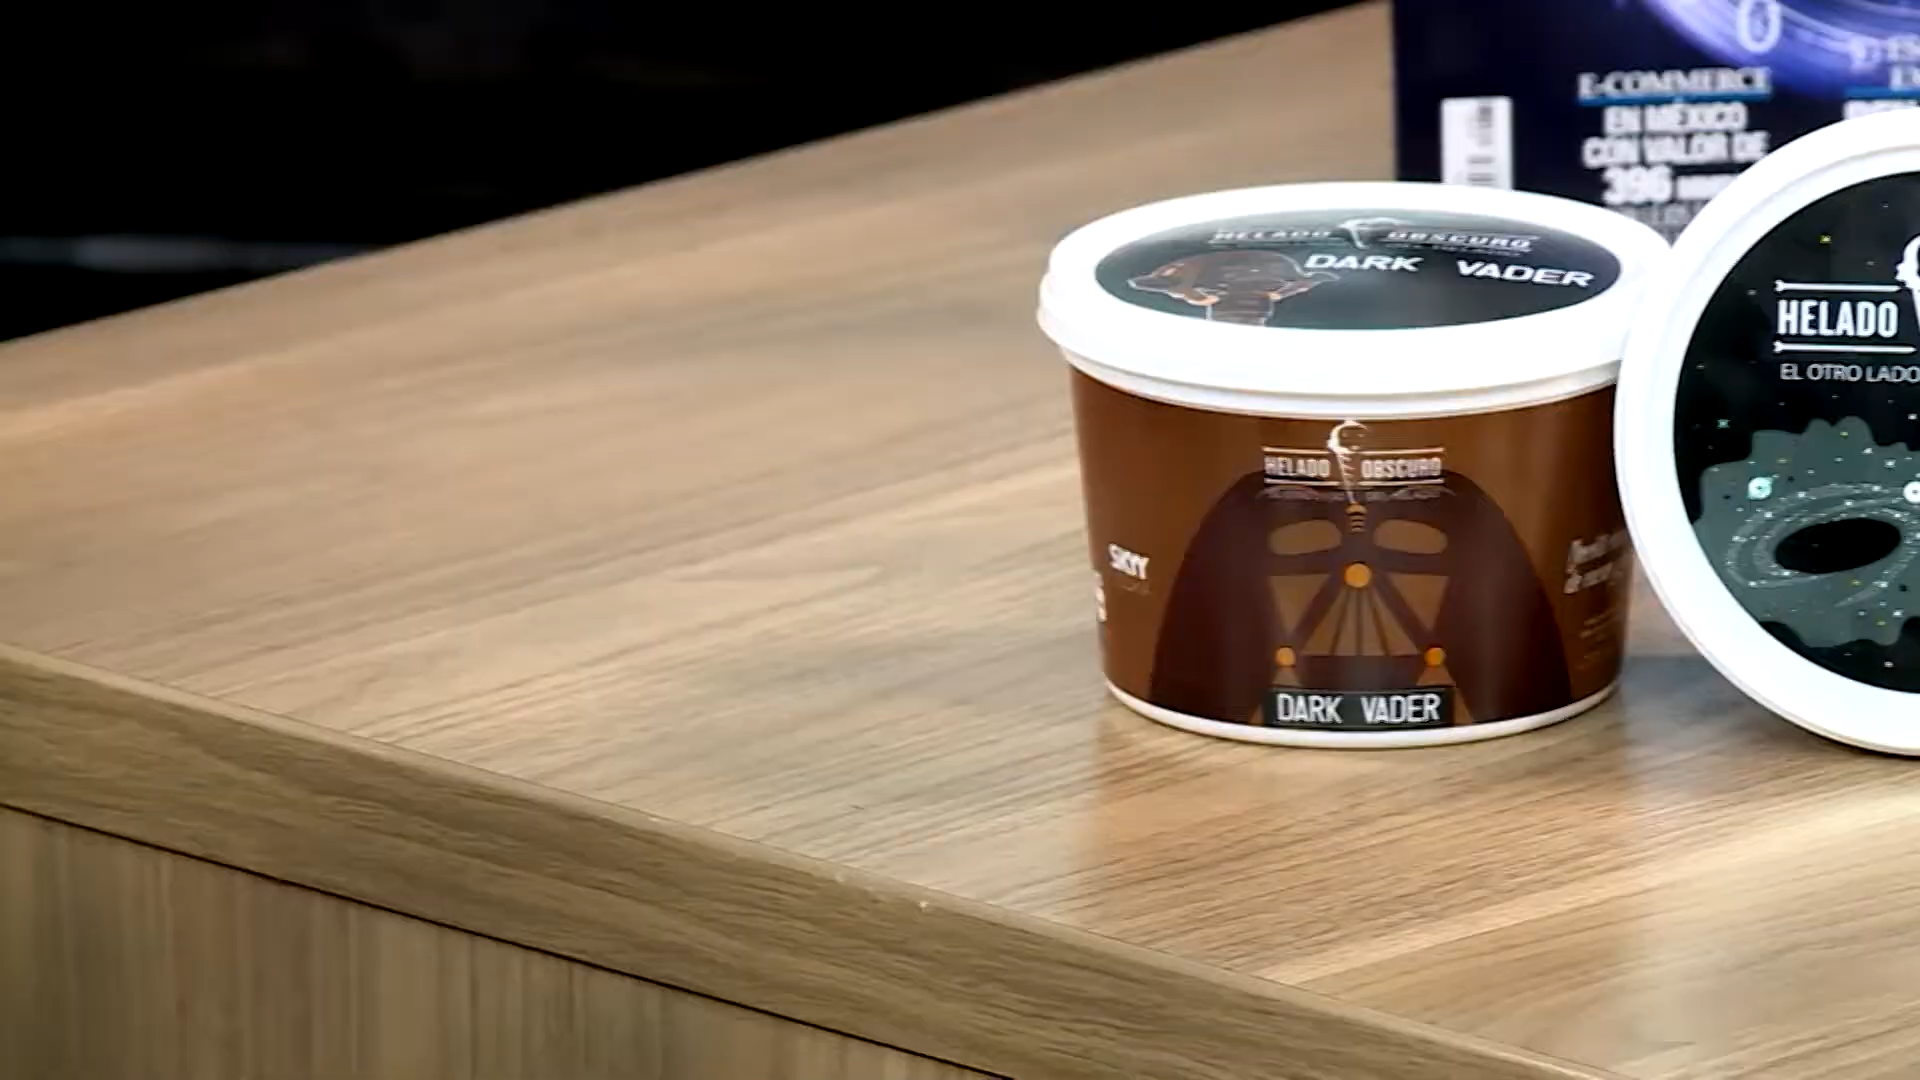 E-COMMERCE
EN MÉXICO
CON VALOR DE
396
HELADO OBSCURO
DARK VADER
HELADO OBSCURO
SKYY
DARK VADER
HELADO
EL OTRO LADO